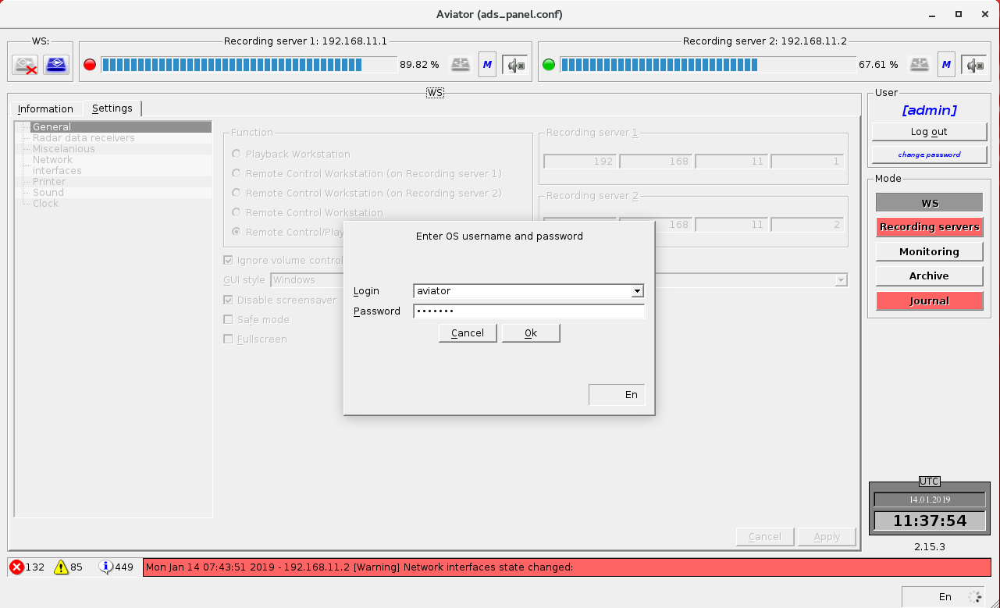 Aviator (ads_panel.conf)
WS:
Recording server 1: 192.168.11.1
89.82 %
M
Recording server 2: 192.168.11.2
67.61 %
M
WS
Information
Settings
General
Radar data receivers
Miscelanious
Network
interfaces
Printer
Sound
Clock
Function
Playback Workstation
Remote Control Workstation (on Recording server 1)
Remote Control Workstation (on Recording server 2)
Remote Control Workstation
Remote Control/Play
Recording server 1
192 168 11 1
Recording server 2
168 11 2
Ignore volume control
GUI style Windows
Disable screensaver
Safe mode
Fullscreen
Enter OS username and password
Login aviator
Password •••••••
Cancel Ok
En
Cancel Apply
User
[admin]
Log out
change password
Mode
WS
Recording servers
Monitoring
Archive
Journal
UTC
14.01.2019
11:37:54
2.15.3
132 85 449 Mon Jan 14 07:43:51 2019 - 192.168.11.2 [Warning] Network interfaces state changed:
En